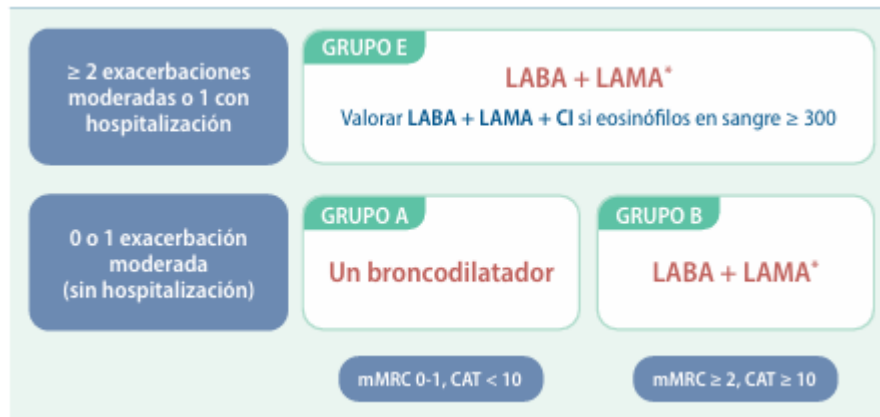 ≥ 2 exacerbaciones
moderadas o 1 con
hospitalización
GRUPO E
LABA + LAMA*
Valorar LABA + LAMA + CI si eosinófilos en sangre ≥ 300
0 o 1 exacerbación
moderada
(sin hospitalización)
GRUPO A
Un broncodilatador
GRUPO B
LABA + LAMA*
mMRC 0-1, CAT < 10
mMRC ≥ 2, CAT ≥ 10